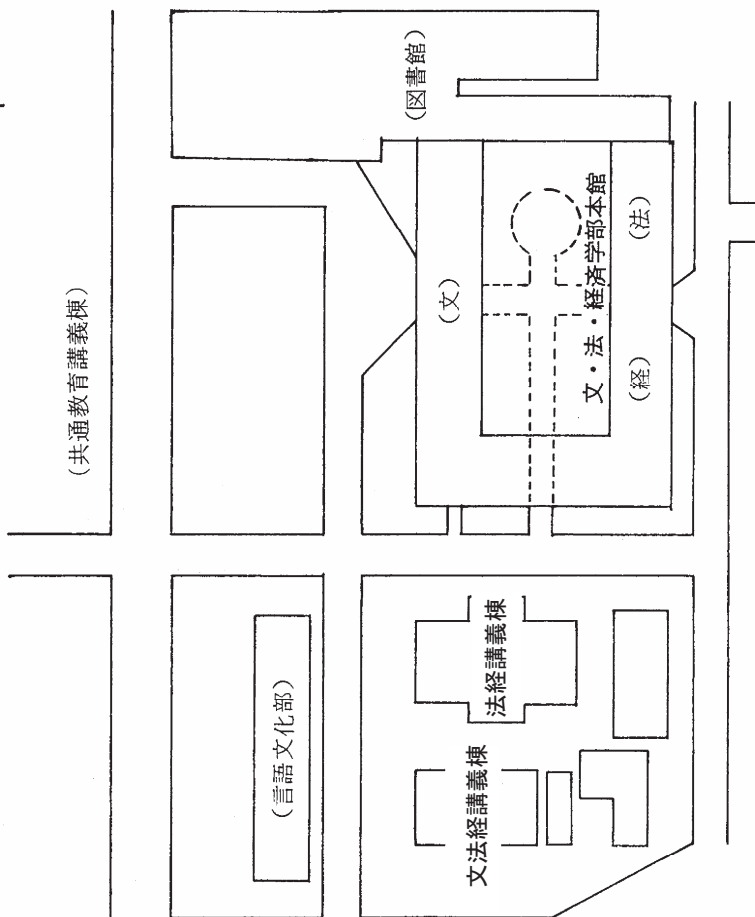 (共通教育講義棟)
(図書館)
(文)
文・法・経済学部本館
(法)
(経)
(言語文化部)
法経講義棟
文法経講義棟